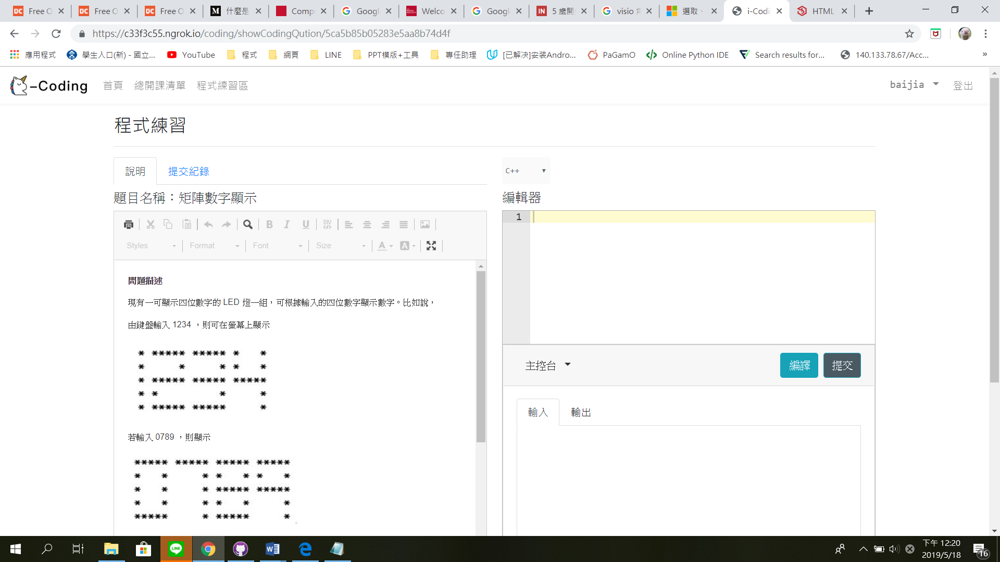 Free O
Free O
Free O
什麼是
Comp
Googl
Welco
Googl
5 歲開
visio
選取、
i-Codi
HTML
https://c33f3c55.ngrok.io/coding/showCodingQution/5ca5b85b05283e5aa8b74d4f
應用程式
學生入口(新) - 國立...
YouTube
程式
網頁
LINE
PPT模版+工具
專任助理
[已解决]安装Andro...
PaGamO
Online Python IDE
Search results for...
140.133.78.67/Acc...
»
-Coding
首頁
總開課清單
程式練習區
baijia
登出
程式練習
說明
提交紀錄
C++
題目名稱：矩陣數字顯示
編輯器
Styles
Format
Font
Size
1
問題描述
現有一可顯示四位數字的 LED 燈一組，可根據輸入的四位數字顯示數字。比如說，
由鍵盤輸入 1234 ，則可在螢幕上顯示
* ***** ***** *   *
*     *     * *   *
* ***** ***** *****
* *         *     *
* ***** *****     *
若輸入 0789 ，則顯示
***** ***** ***** *****
*   *     * *   * *   *
*   *     * ***** *****
*   *     * *   *     *
*****     * *****     *
主控台
編譯
提交
輸入
輸出
下午 12:20
2019/5/18
16